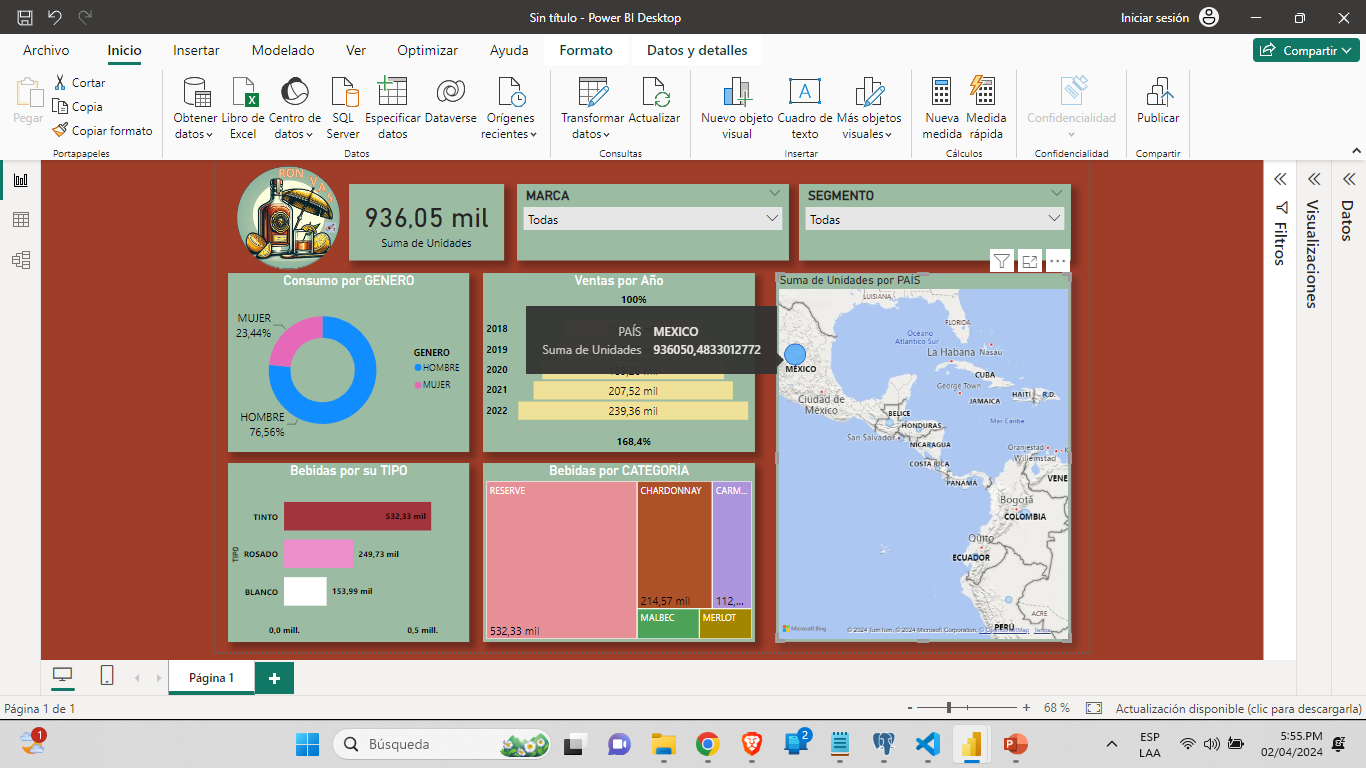 Sin título - Power BI Desktop
Iniciar sesión
Archivo
Inicio
Insertar
Modelado
Ver
Optimizar
Ayuda
Formato
Datos y detalles
Compartir
Pegar
Cortar
Copia
Copiar formato
Portapapeles
Obtener datos
Libro de Excel
Centro de datos
SQL Server
Especificar datos
Dataverse
Orígenes recientes
Datos
Transformar datos
Actualizar
Consultas
Nuevo objeto visual
Cuadro de texto
Más objetos visuales
Insertar
Nueva medida
Medida rápida
Cálculos
Confidencialidad
Confidencialidad
Publicar
Compartir
RON VAS
936,05 mil
Suma de Unidades
MARCA
Todas
SEGMENTO
Todas
Filtros
Visualizaciones
Datos
Consumo por GENERO
MUJER
23,44%
HOMBRE
76,56%
GENERO
HOMBRE
MUJER
Ventas por Año
100%
2018
2019
2020
2021
207,52 mil
2022
239,36 mil
168,4%
PAÍS MEXICO
Suma de Unidades 936050,4833012772
Suma de Unidades por PAÍS
LUISIANA
FLORIDA
Océano
Atlántico Sur
La Habana
Nasáu
MÉXICO
CUBA
George Town
HAITI
R.D.
Ciudad de
México
JAMAICA
BELICE
Mar Caribe
HONDURAS
San Salvador
NICARAGUA
Oranjestad
Willemstad
COSTA RICA
PANAMÁ
VENE
Bogotá
COLOMBIA
Quito
ECUADOR
ACRE
PERÚ
Microsoft Bing
© 2024 TomTom, © 2024 Microsoft Corporation, © OpenStreetMap Terms
Bebidas por su TIPO
TIPO
TINTO
532,33 mil
ROSADO
249,73 mil
BLANCO
153,99 mil
0,0 mill.
0,5 mill.
Bebidas por CATEGORIA
RESERVE
532,33 mil
CHARDONNAY
214,57 mil
CARM...
112,...
MALBEC
MERLOT
Página 1
Página 1 de 1
- + 68 %
Actualización disponible (clic para descargarla)
1
Búsqueda
2
ESP
LAA
5:55 PM
02/04/2024